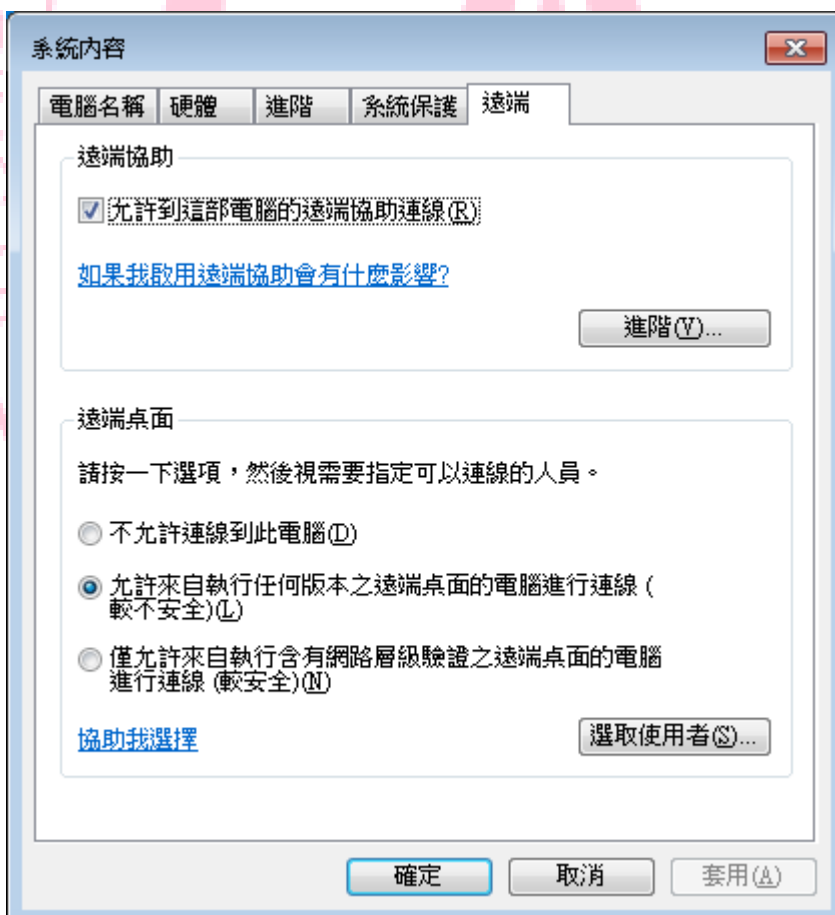 系統內容
電腦名稱 硬體 進階 系統保護 遠端
遠端協助
允許到這部電腦的遠端協助連線(R)
如果我啟用遠端協助會有什麼影響?
進階(V)...
遠端桌面
請按一下選項，然後視需要指定可以連線的人員。
不允許連線到此電腦(D)
允許來自執行任何版本之遠端桌面的電腦進行連線 (
較不安全)(L)
僅允許來自執行含有網路層級驗證之遠端桌面的電腦
進行連線 (較安全)(N)
協助我選擇
選取使用者(S)...
確定 取消 套用(A)